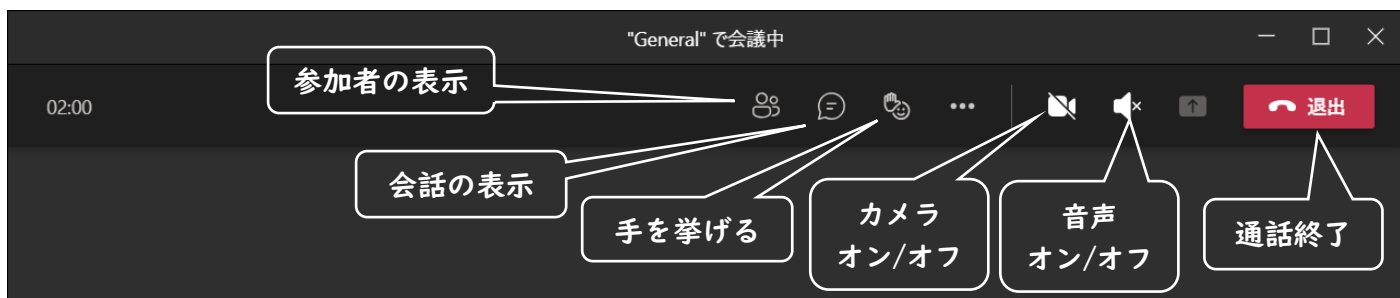 "General" で会議中
参加者の表示
02:00
退出
会話の表示
手を挙げる
カメラ
オン/オフ
音声
オン/オフ
通話終了